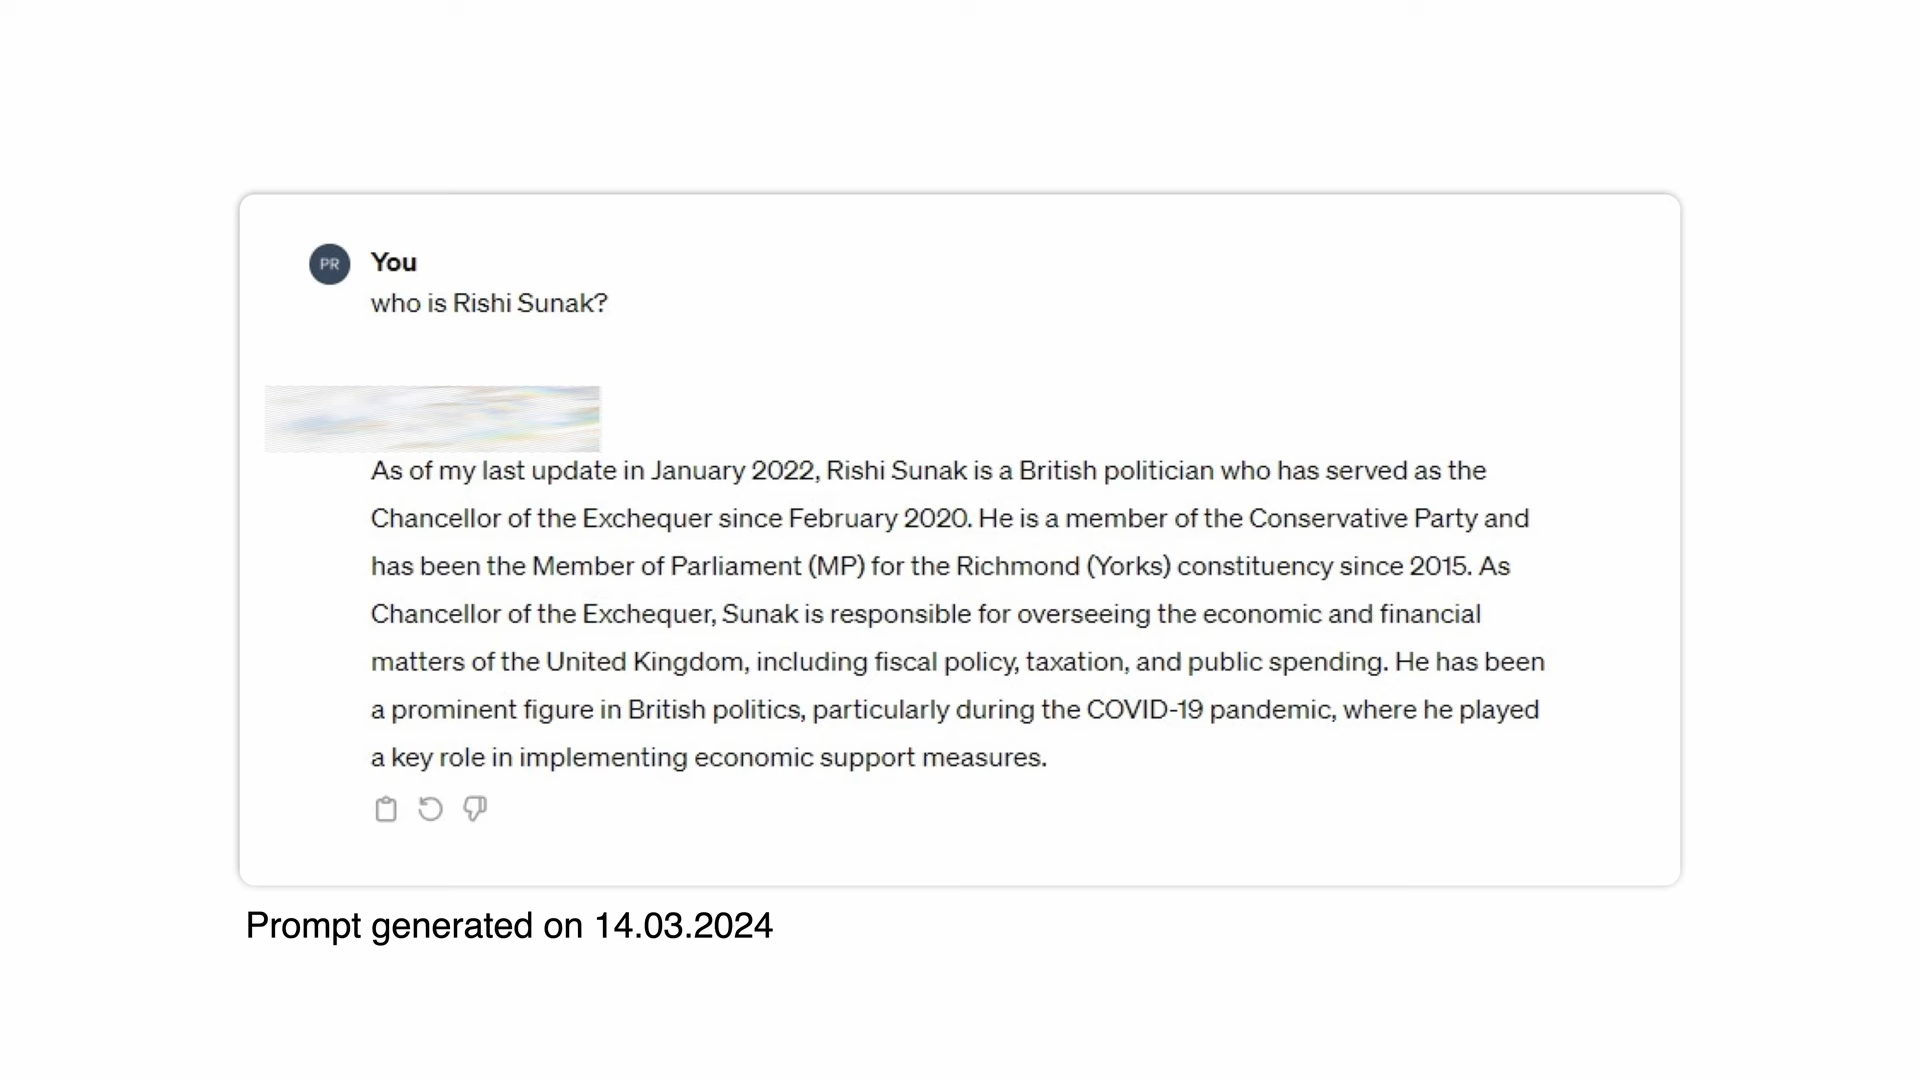 PR
You
who is Rishi Sunak?
As of my last update in January 2022, Rishi Sunak is a British politician who has served as the
Chancellor of the Exchequer since February 2020. He is a member of the Conservative Party and
has been the Member of Parliament (MP) for the Richmond (Yorks) constituency since 2015. As
Chancellor of the Exchequer, Sunak is responsible for overseeing the economic and financial
matters of the United Kingdom, including fiscal policy, taxation, and public spending. He has been
a prominent figure in British politics, particularly during the COVID-19 pandemic, where he played
a key role in implementing economic support measures.
Prompt generated on 14.03.2024